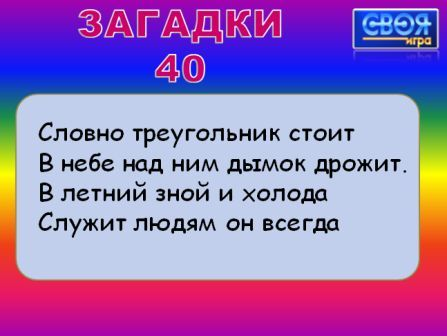 ЗАГАДКИ
40
СВОЯ
игра
Словно треугольник стоит
В небе над ним дымок дрожит.
В летний зной и холода
Служит людям он всегда